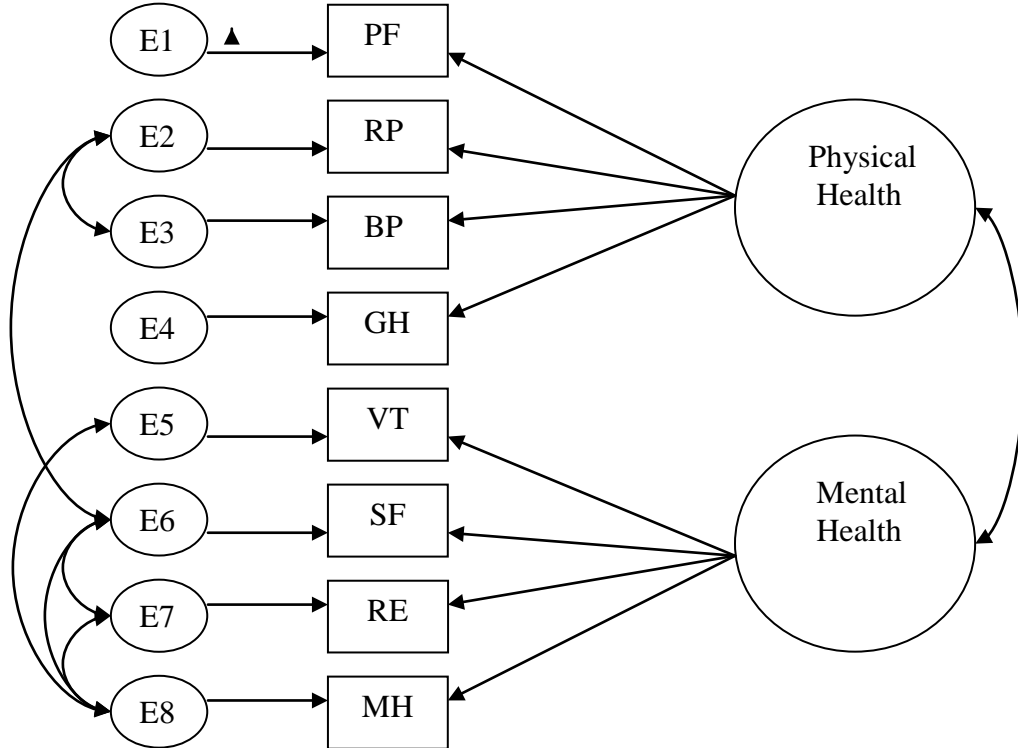 E1
PF
E2
RP
Physical
Health
E3
BP
E4
GH
E5
VT
E6
SF
Mental
Health
E7
RE
E8
MH